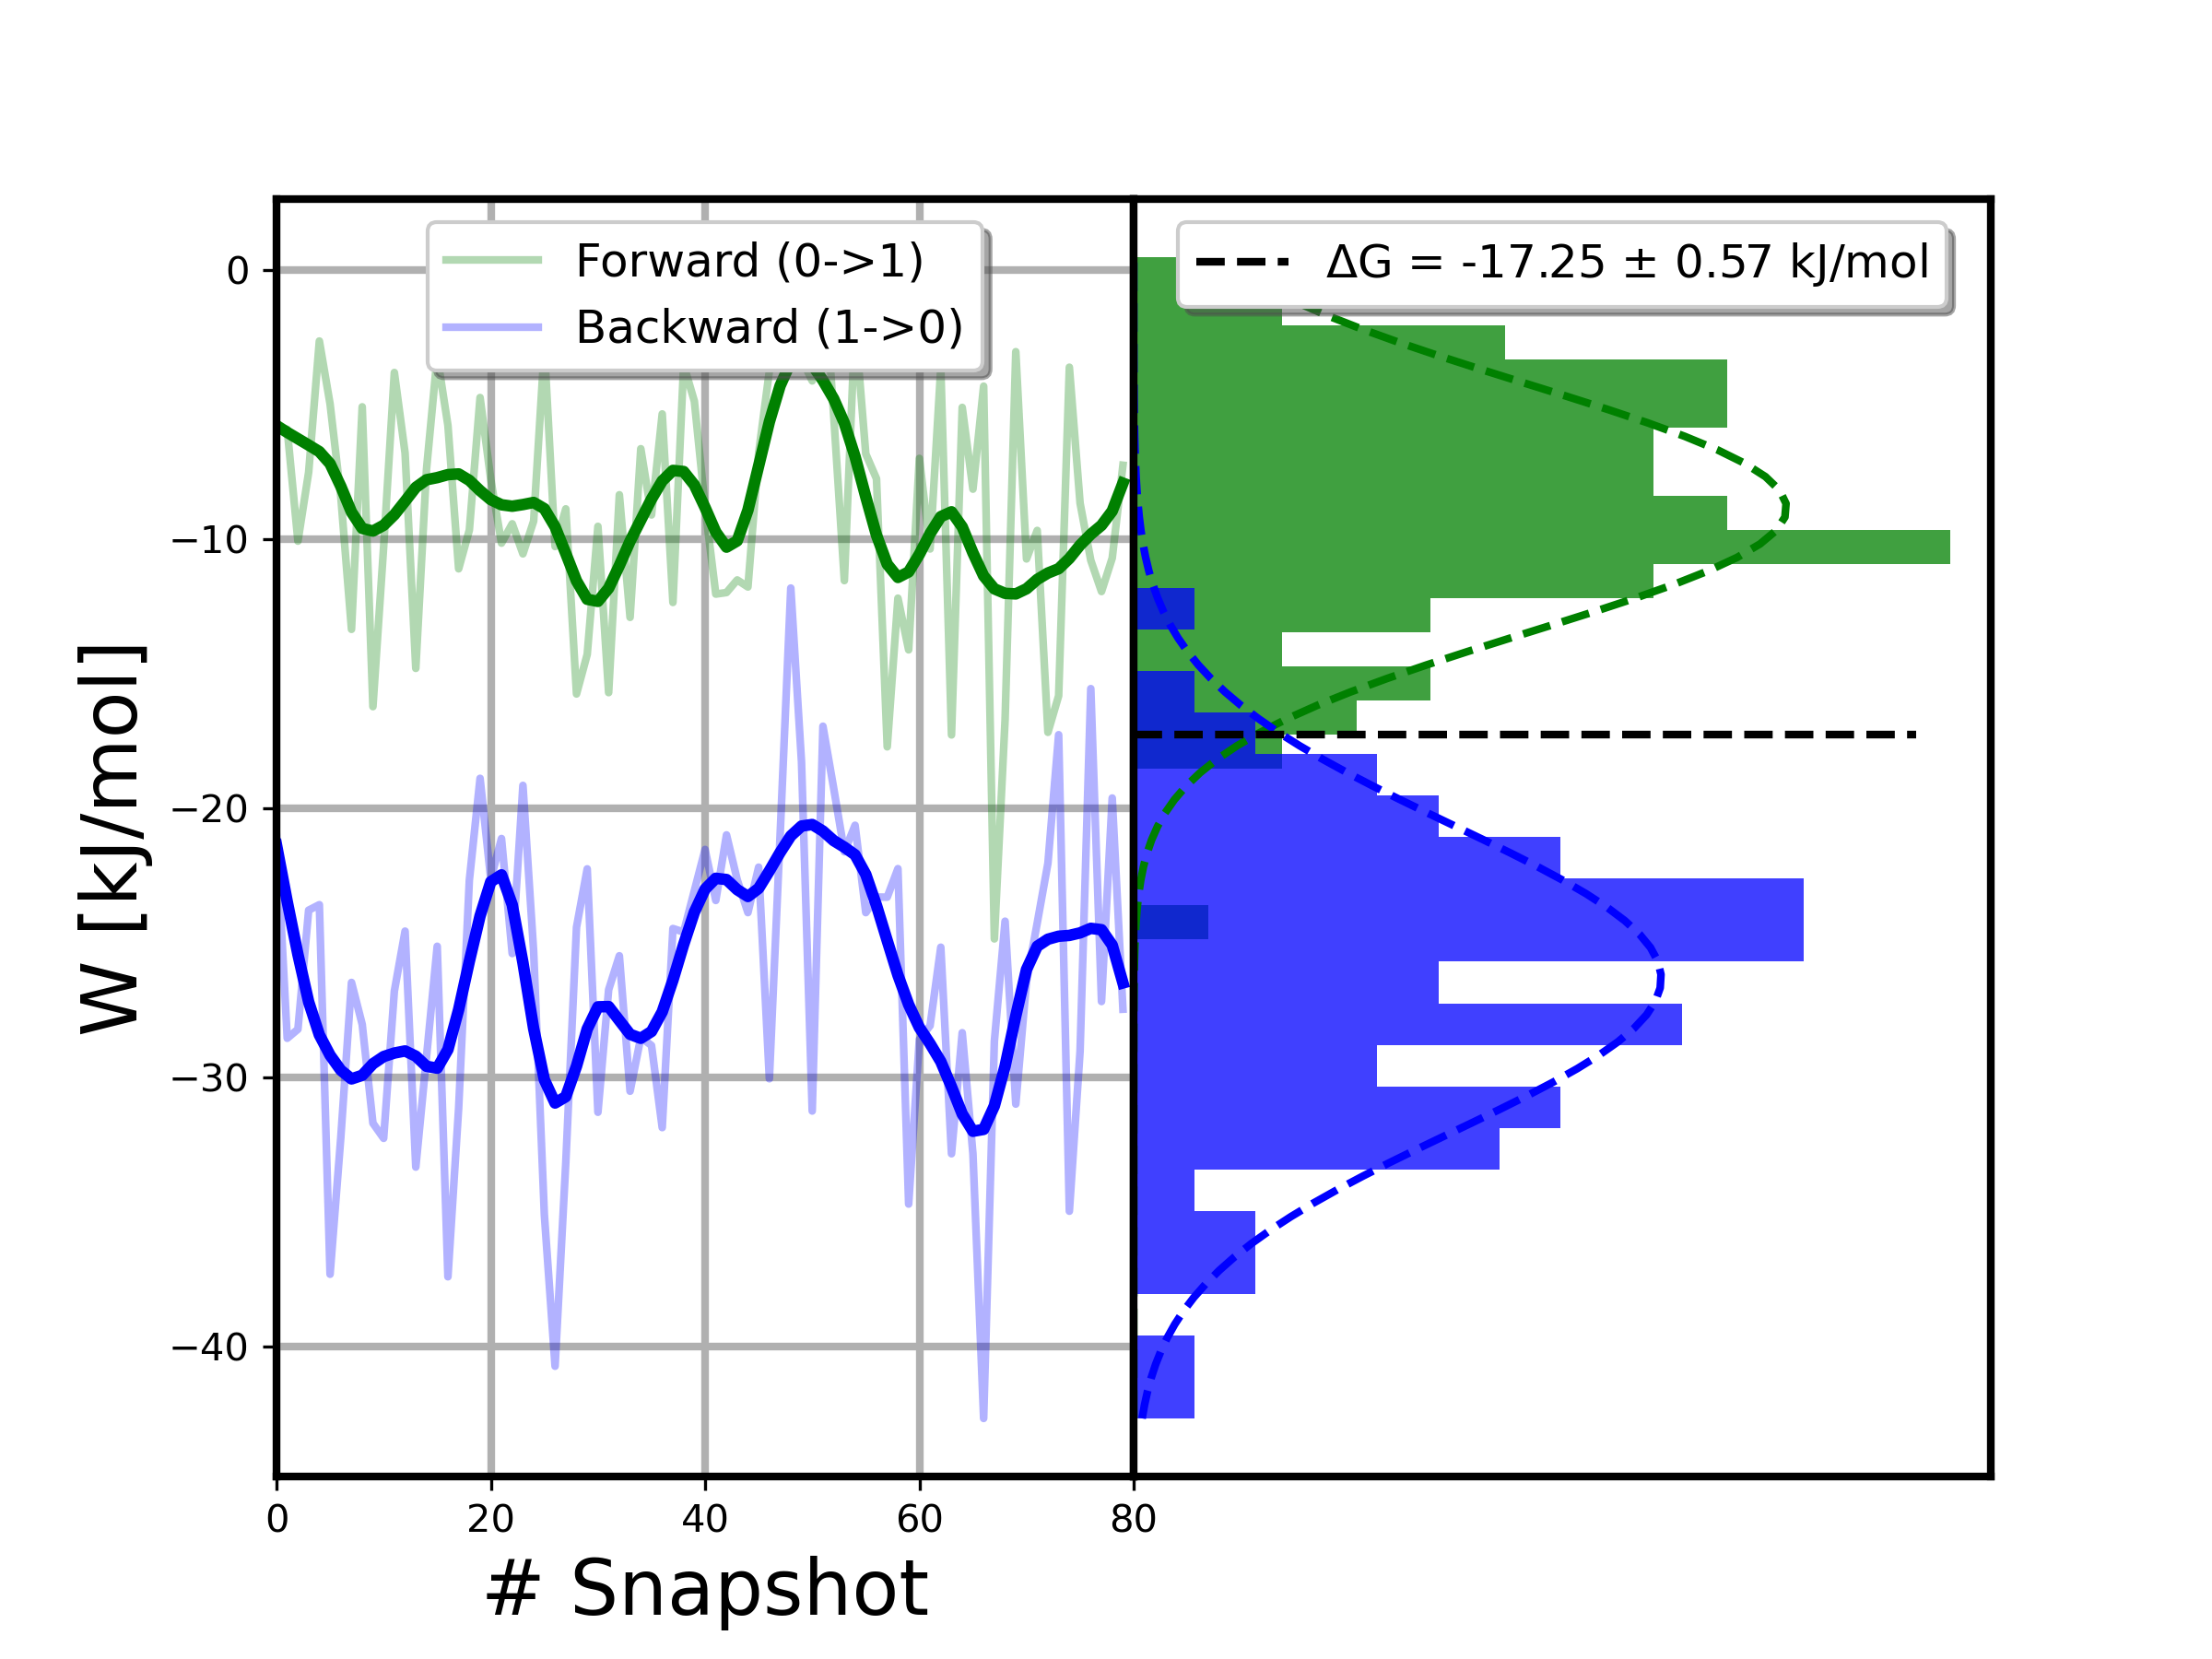 Forward (0->1)
Backward (1->0)
ΔG = -17.25 ± 0.57 kJ/mol
0
−10
−20
−30
−40
W [kJ/mol]
0 20 40 60 80
# Snapshot